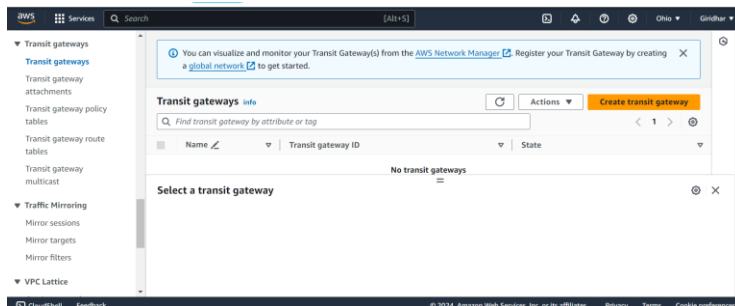 aws
Services
Search
[Alt+S]
Ohio ▼
Giridhar ▼
▼ Transit gateways
Transit gateways
Transit gateway
attachments
Transit gateway policy
tables
Transit gateway route
tables
Transit gateway
multicast
▼ Traffic Mirroring
Mirror sessions
Mirror targets
Mirror filters
▼ VPC Lattice
You can visualize and monitor your Transit Gateway(s) from the AWS Network Manager. Register your Transit Gateway by creating
a global network to get started.
Transit gateways Info
Actions ▼
Create transit gateway
Find transit gateway by attribute or tag
1
Name
Transit gateway ID
State
No transit gateways
Select a transit gateway
CloudShell
Feedback
© 2024, Amazon Web Services, Inc. or its affiliates.
Privacy
Terms
Cookie preferences